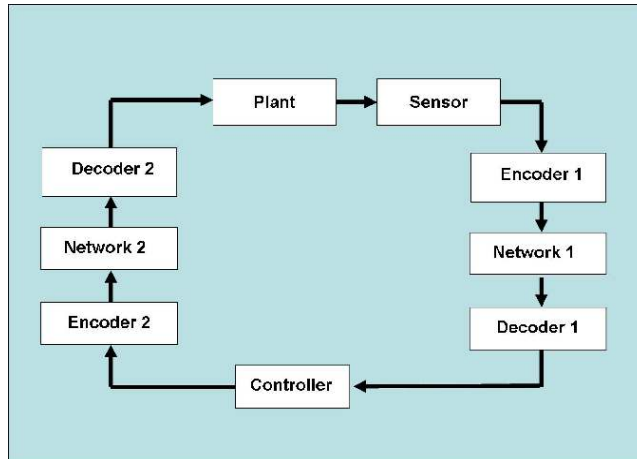 Plant
Sensor
Encoder 1
Network 1
Decoder 1
Controller
Encoder 2
Network 2
Decoder 2